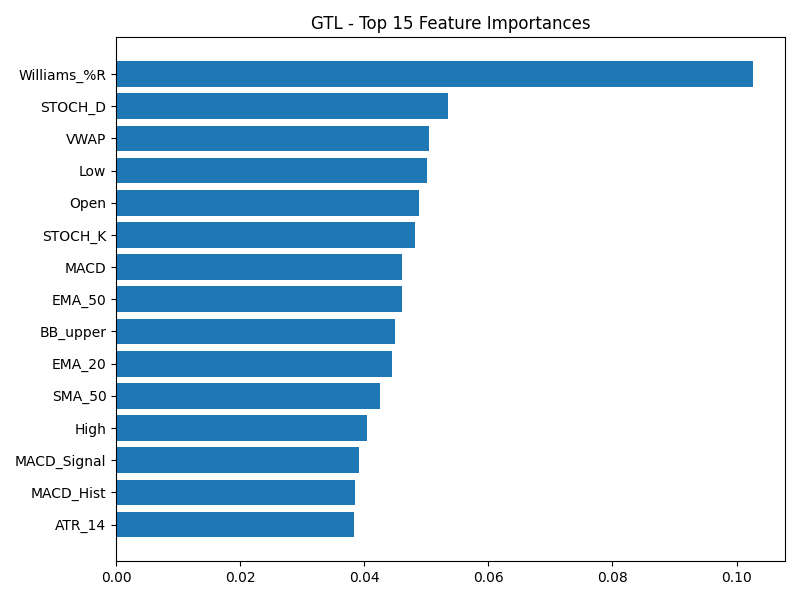 GTL - Top 15 Feature Importances
Williams_%R
STOCH_D
VWAP
Low
Open
STOCH_K
MACD
EMA_50
BB_upper
EMA_20
SMA_50
High
MACD_Signal
MACD_Hist
ATR_14
0.00 0.02 0.04 0.06 0.08 0.10